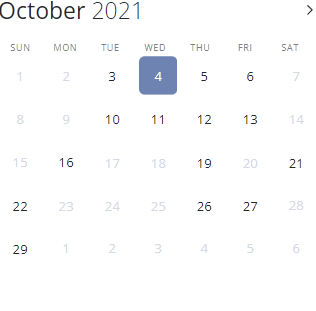 October 2021
SUN MON TUE WED THU FRI SAT
1 2 3 4 5 6 7
8 9 10 11 12 13 14
15 16 17 18 19 20 21
22 23 24 25 26 27 28
29 1 2 3 4 5 6